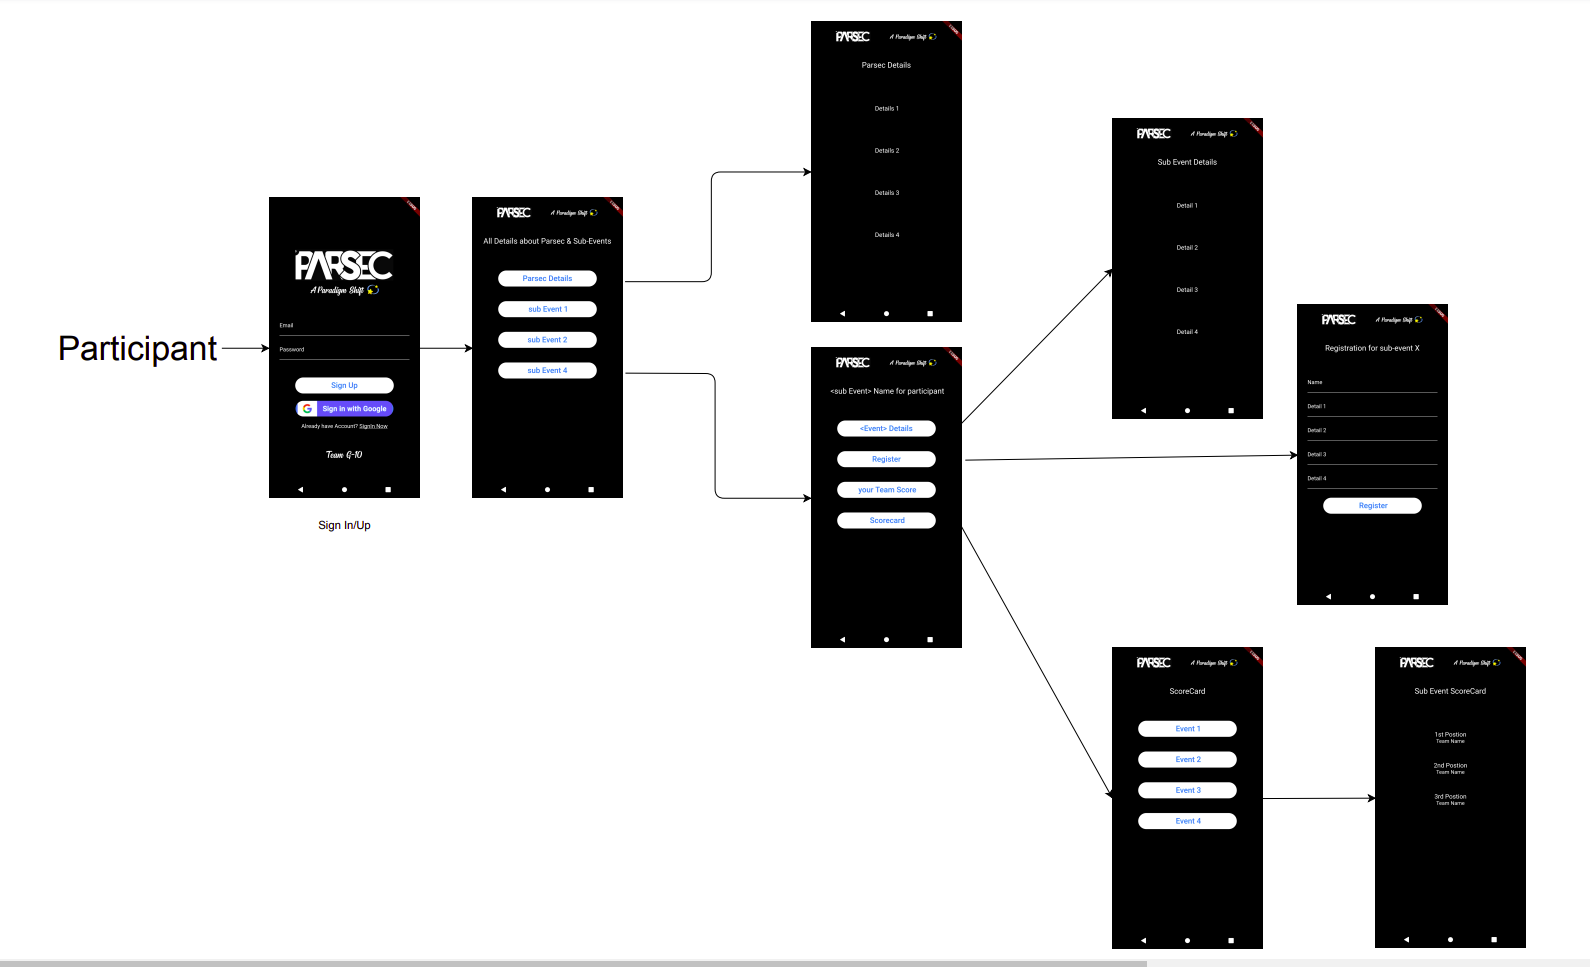 Participant
PARSEC
A Paradigm Shift
Email
Password
Sign Up
Sign in with Google
Already have Account? SignIn Now
Team G-10
Sign In/Up
PARSEC A Paradigm Shift
All Details about Parsec & Sub-Events
Parsec Details
sub Event 1
sub Event 2
sub Event 4
PARSEC A Paradigm Shift
Parsec Details
Details 1
Details 2
Details 3
Details 4
PARSEC A Paradigm Shift
<sub Event> Name for participant
<Event> Details
Register
your Team Score
Scorecard
PARSEC A Paradigm Shift
Sub Event Details
Detail 1
Detail 2
Detail 3
Detail 4
PARSEC A Paradigm Shift
Registration for sub-event X
Name
Detail 1
Detail 2
Detail 3
Detail 4
Register
PARSEC A Paradigm Shift
ScoreCard
Event 1
Event 2
Event 3
Event 4
PARSEC A Paradigm Shift
Sub Event ScoreCard
1st Postion
Team Name
2nd Postion
Team Name
3rd Postion
Team Name